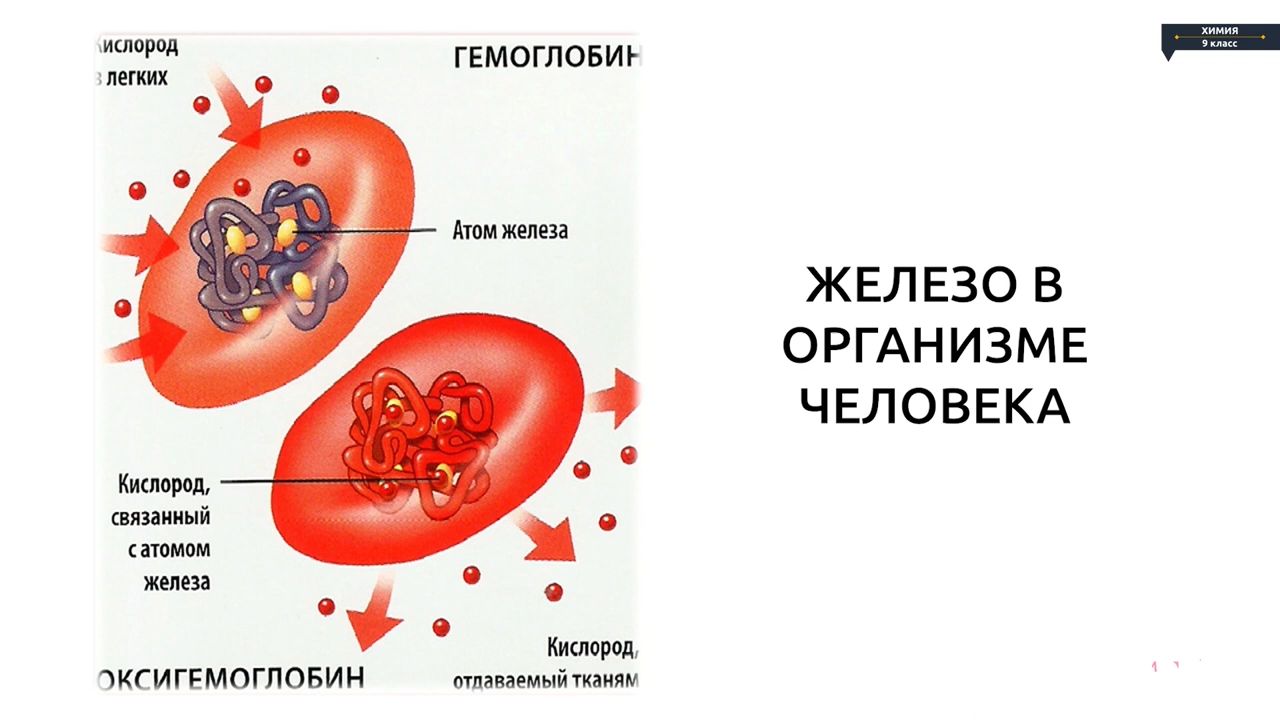 ХИМИЯ
9 класс
Кислород
в легких
ГЕМОГЛОБИН
Атом железа
Кислород,
связанный
с атомом
железа
ОКСИГЕМОГЛОБИН
Кислород,
отдаваемый тканям
ЖЕЛЕЗО В
ОРГАНИЗМЕ
ЧЕЛОВЕКА